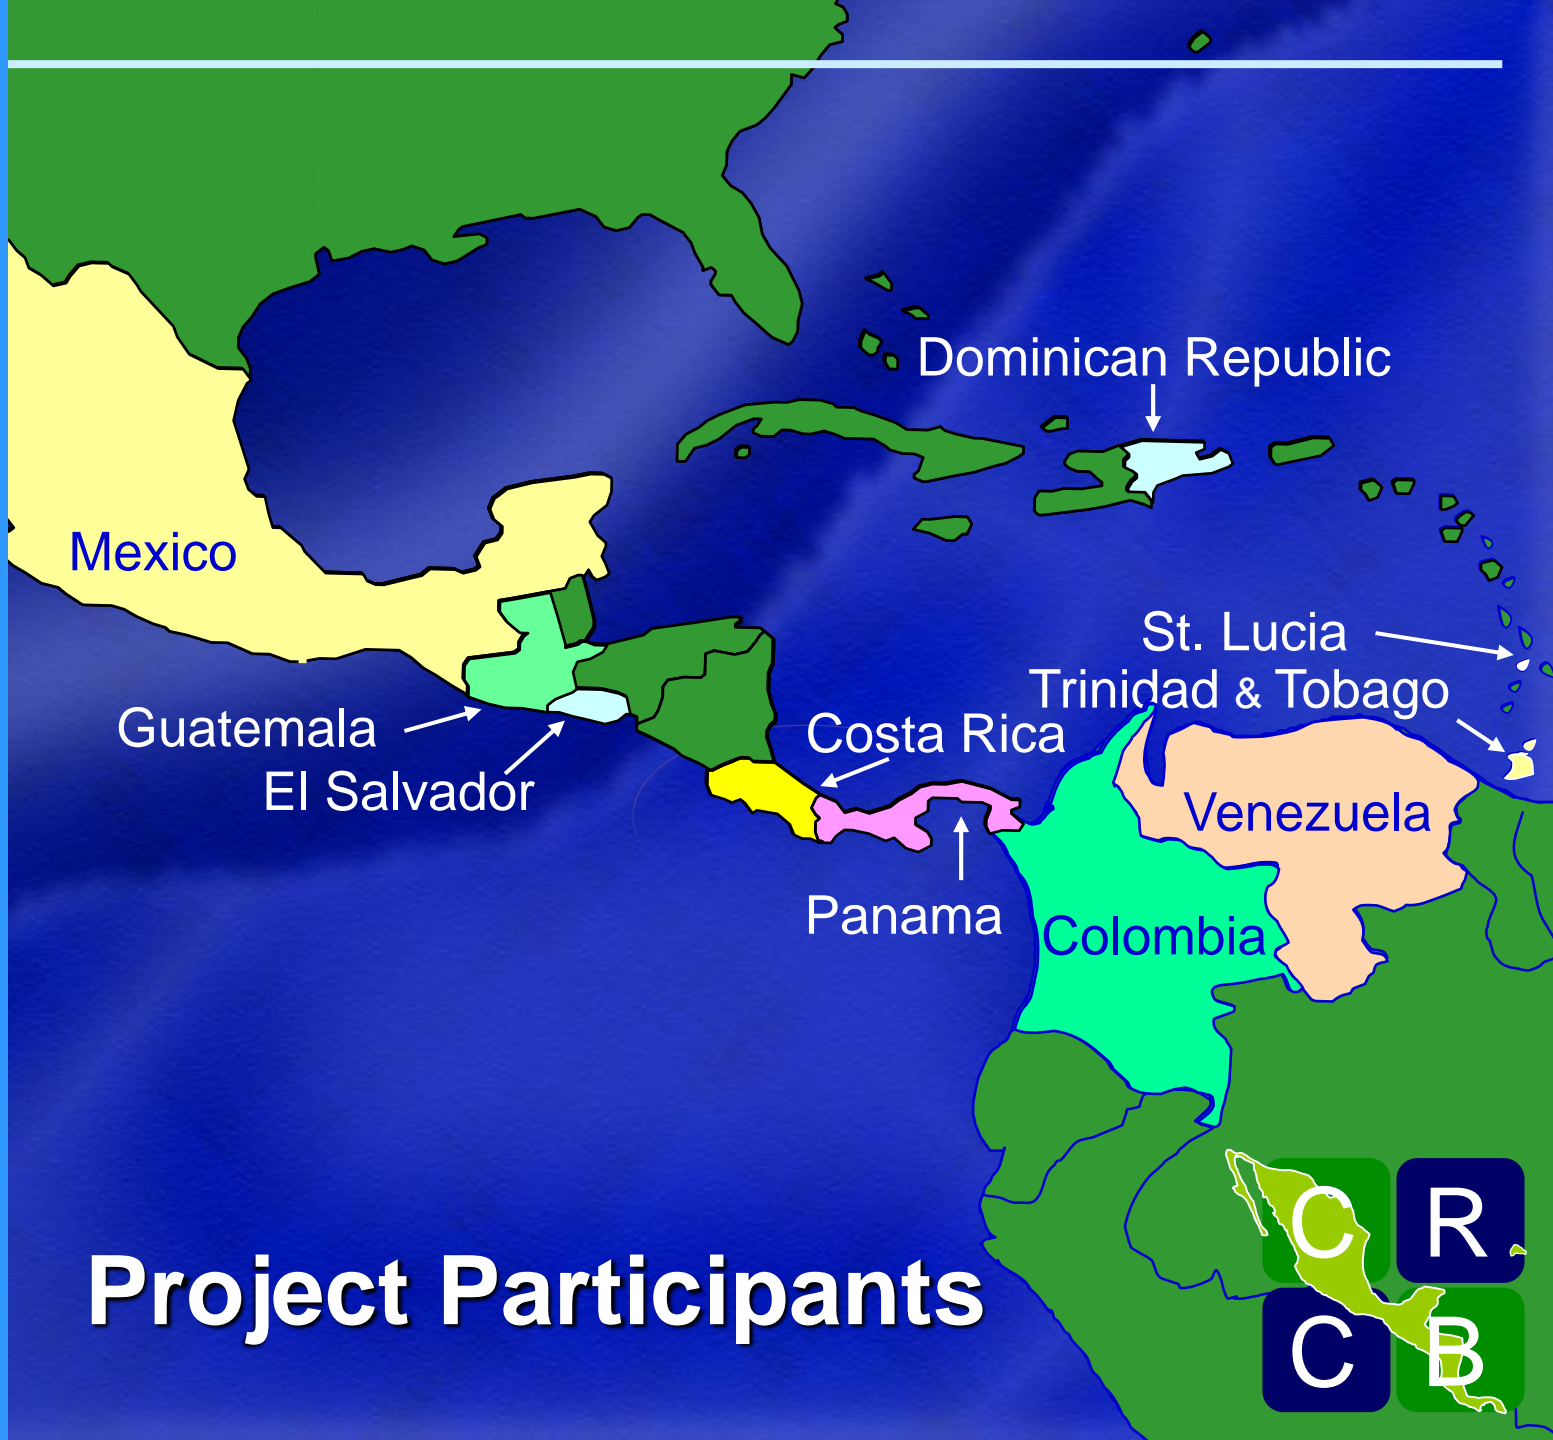 Dominican Republic
Mexico
St. Lucia
Trinidad & Tobago
Guatemala
Costa Rica
El Salvador
Venezuela
Panama
Colombia
C R
Project Participants
C B